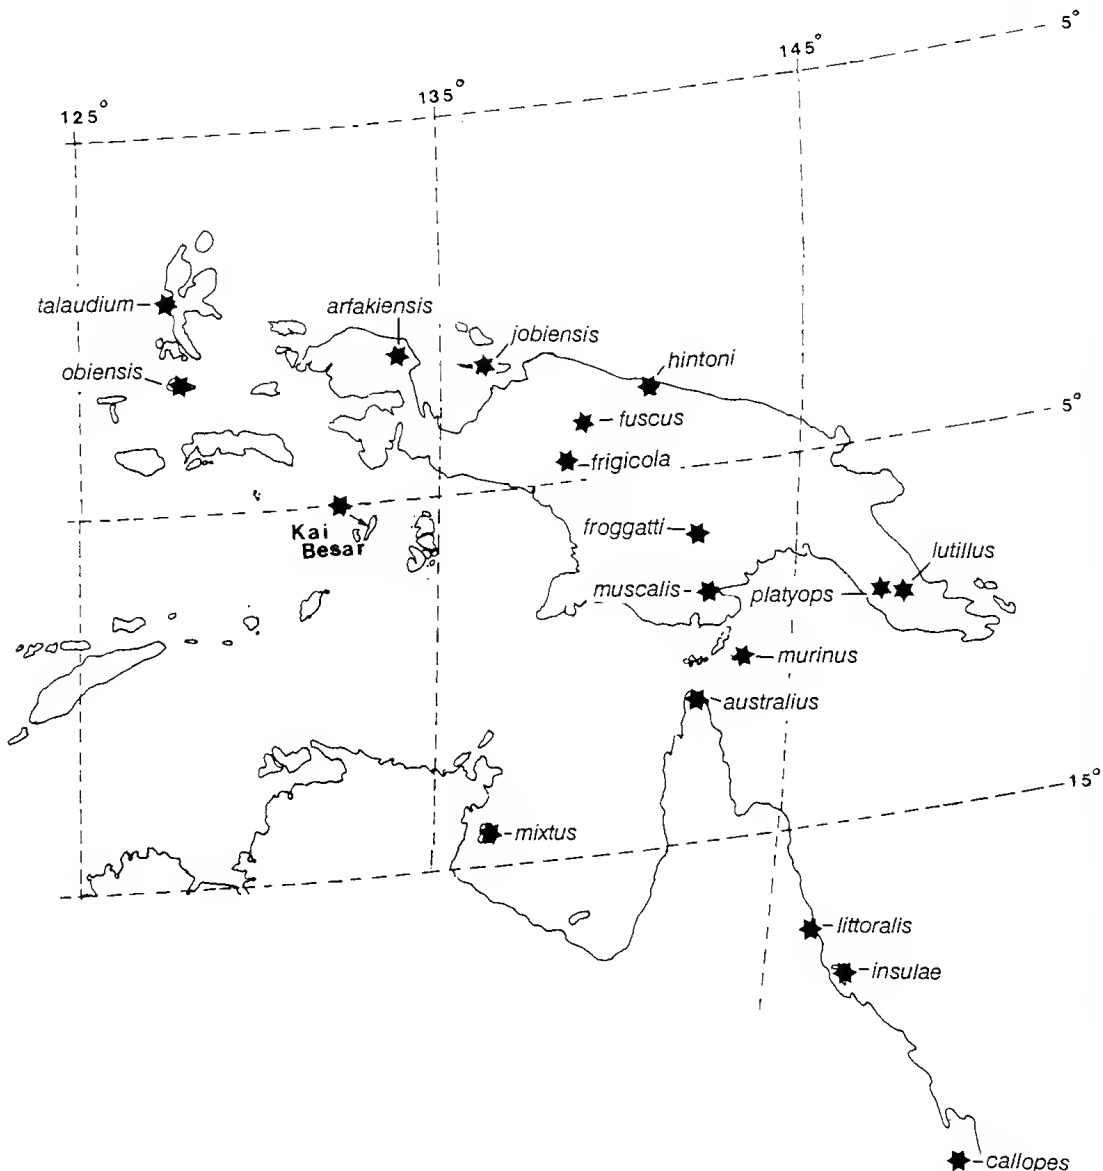 5°
145°
135°
125°
talaudium
arfakiensis
jobiensis
hintoni
obiensis
fuscus
5°
frigicola
Kai
Besar
froggatti
lutillus
muscalis
platyops
murinus
australius
15°
mixtus
littoralis
insulae
callopes